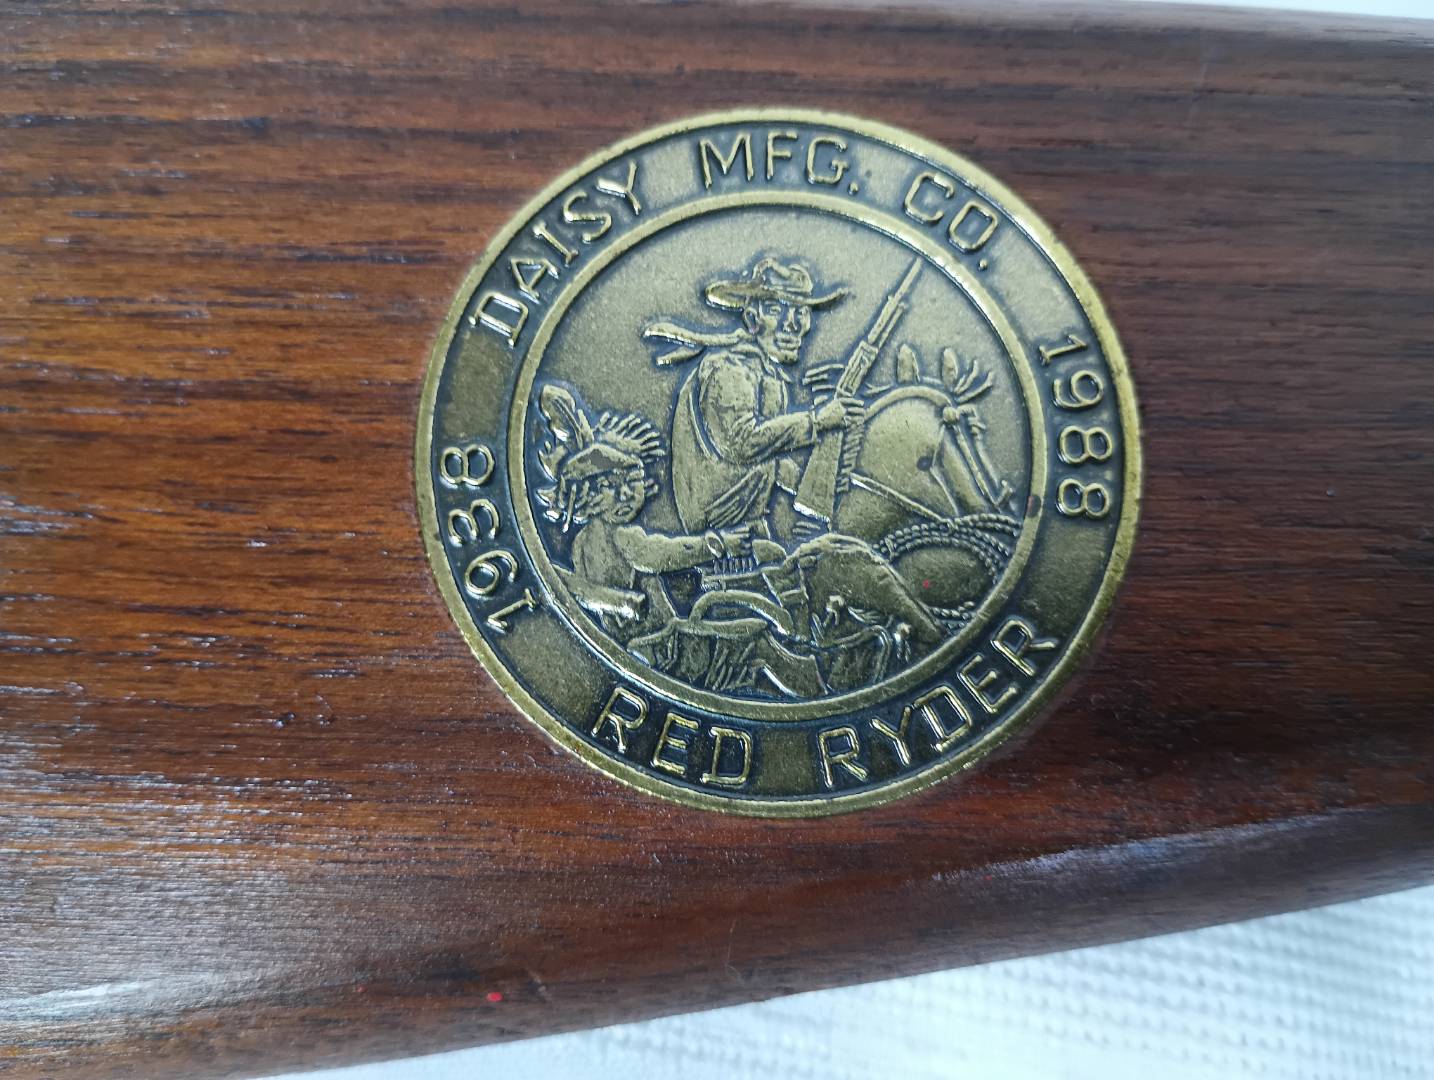 DAISY MFG. CO.
1938
1988
RED RYDER